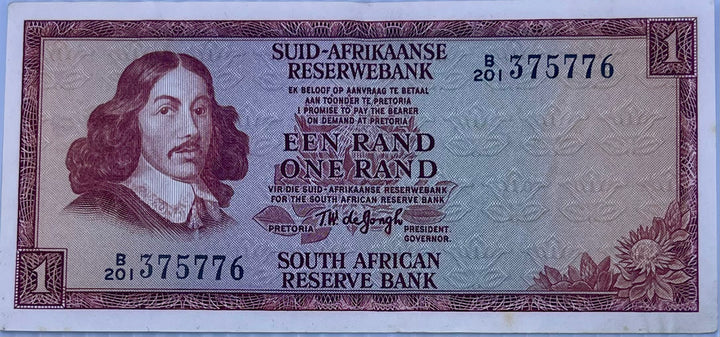 SUID-AFRIKAANSE
RESERWEBANK
B/201 375776
1
EK BELOOF OP AANVRAAG TE BETAAL
AAN TOONDER TE PRETORIA
I PROMISE TO PAY THE BEARER
ON DEMAND AT PRETORIA
EEN RAND
ONE RAND
VIR DIE SUID-AFRIKAANSE RESERWEBANK
FOR THE SOUTH AFRICAN RESERVE BANK
T.W. de Jongh
PRETORIA PRESIDENT.
GOVERNOR.
B/201 375776
SOUTH AFRICAN
RESERVE BANK
1